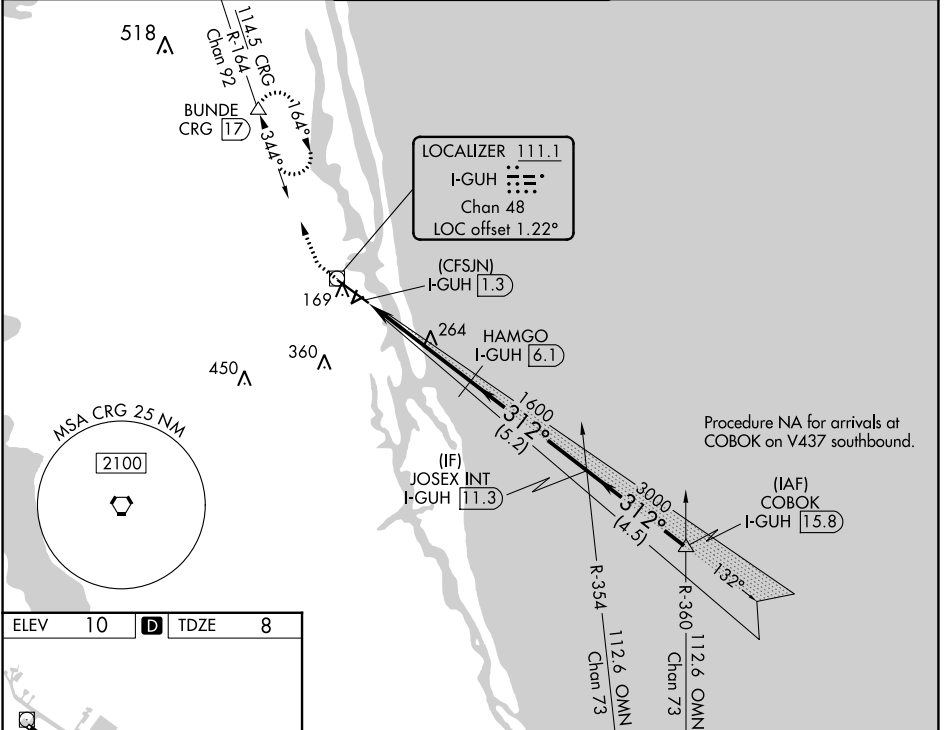 518
114.5 CRG
R-164
Chan 92
BUNDE
CRG 17
164°
344°
LOCALIZER 111.1
I-GUH
Chan 48
LOC offset 1.22°
(CFSJN)
I-GUH 1.3
169
264
HAMGO
I-GUH 6.1
450
360
1600
312°
(5.2)
Procedure NA for arrivals at
COBOK on V437 southbound.
MSA CRG 25 NM
2100
(IF)
JOSEX INT
I-GUH 11.3
3000
312°
(4.5)
(IAF)
COBOK
I-GUH 15.8
132°
R-354
112.6 OMN
Chan 73
R-360
112.6 OMN
Chan 73
ELEV 10 D TDZE 8